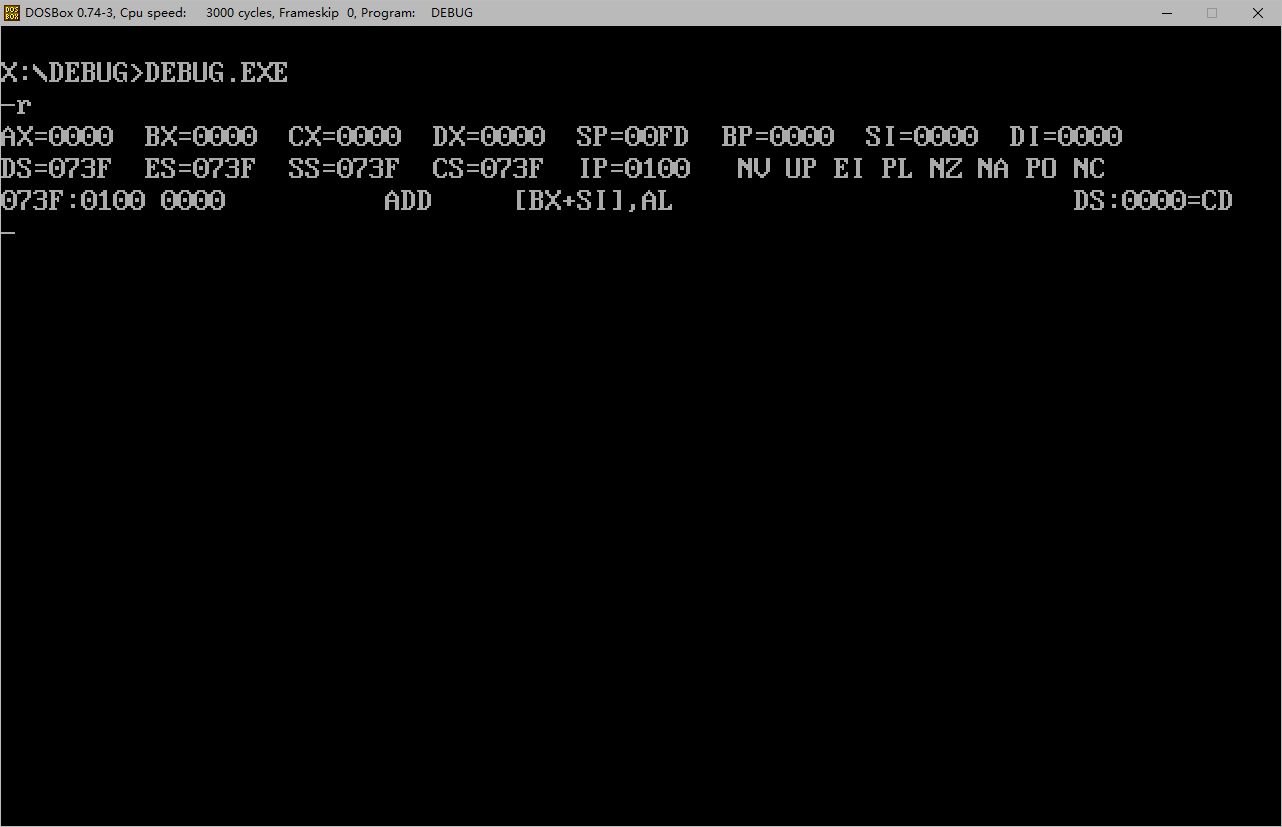 DOSBox 0.74-3, Cpu speed:    3000 cycles, Frameskip  0, Program:    DEBUG
X:\DEBUG>DEBUG.EXE
-r
AX=0000  BX=0000  CX=0000  DX=0000  SP=00FD  BP=0000  SI=0000  DI=0000
DS=073F  ES=073F  SS=073F  CS=073F  IP=0100   NV UP EI PL NZ NA PO NC
073F:0100 0000          ADD     [BX+SI],AL                         DS:0000=CD
-